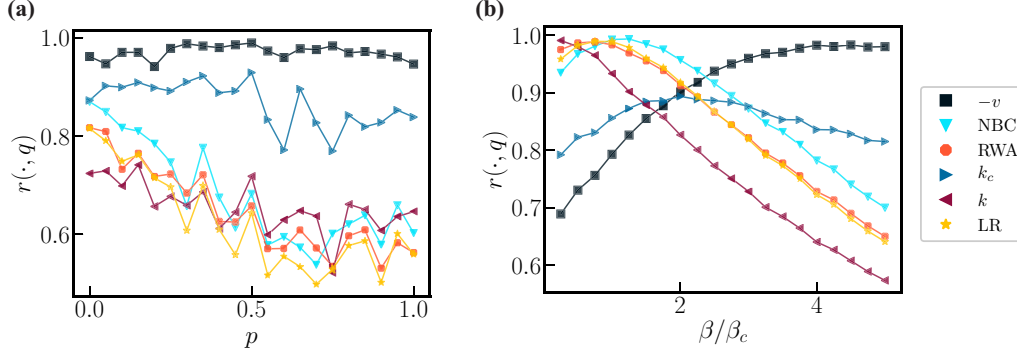 (a)
1.0
0.8
0.6
r(·, q)
0.0
0.5
1.0
p
(b)
1.0
0.9
0.8
0.7
0.6
r(·, q)
2
4
β/β_c
−v
NBC
RWA
k_c
k
LR